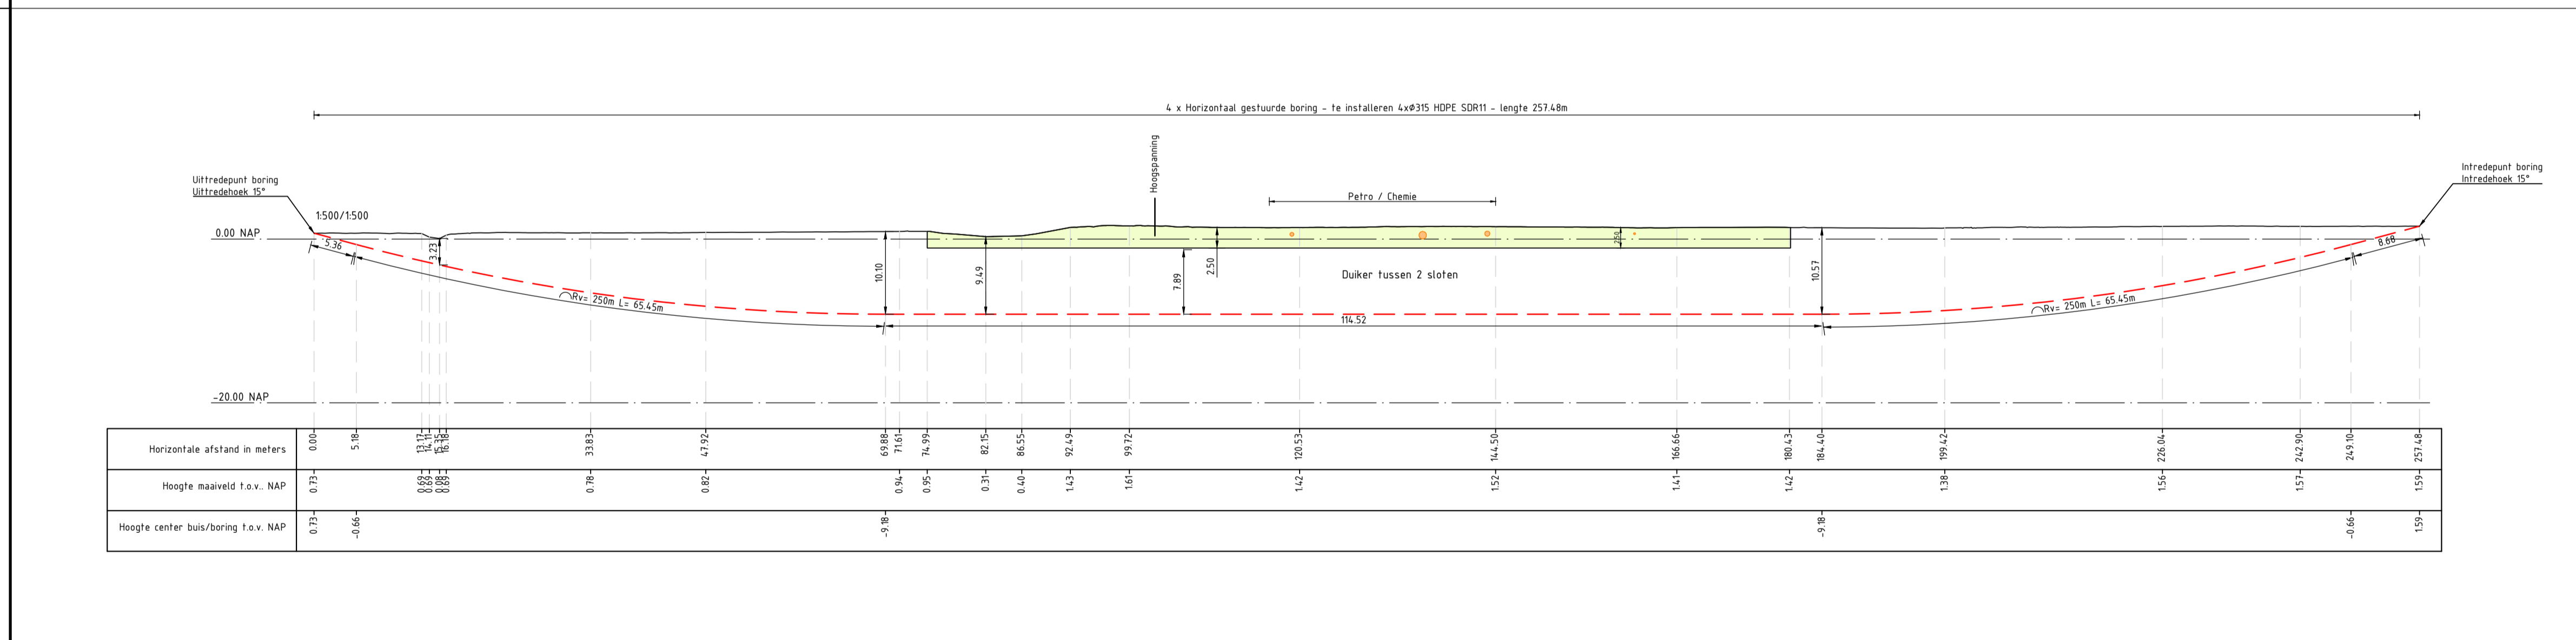 4 x Horizontaal gestuurde boring - te installeren 4xØ315 HDPE SDR11 - lengte 257.48m
Hoogspanning
Uittredepunt boring
Uittredehoek 15°
Intredepunt boring
Intredehoek 15°
Petro / Chemie
1:500/1:500
0.00 NAP
5.36
3.23
10.10
9.49
7.89
2.50
2.50
10.57
8.68
Duiker tussen 2 sloten
Rv= 250m L= 65.45m
114.52
Rv= 250m L= 65.45m
-20.00 NAP
Horizontale afstand in meters 0.00 5.18 13.17 14.11 15.35 16.18 33.83 47.92 69.88 71.61 74.99 82.15 86.55 92.49 99.72 120.53 144.50 166.66 180.43 184.40 199.42 226.04 242.90 249.10 257.48
Hoogte maaiveld t.o.v.. NAP 0.73 0.69 0.69 0.08 0.69 0.78 0.82 0.94 0.95 0.31 0.40 1.43 1.61 1.42 1.52 1.41 1.42 1.38 1.56 1.57 1.59
Hoogte center buis/boring t.o.v. NAP 0.73 -0.66 -9.18 -9.18 -0.66 1.59